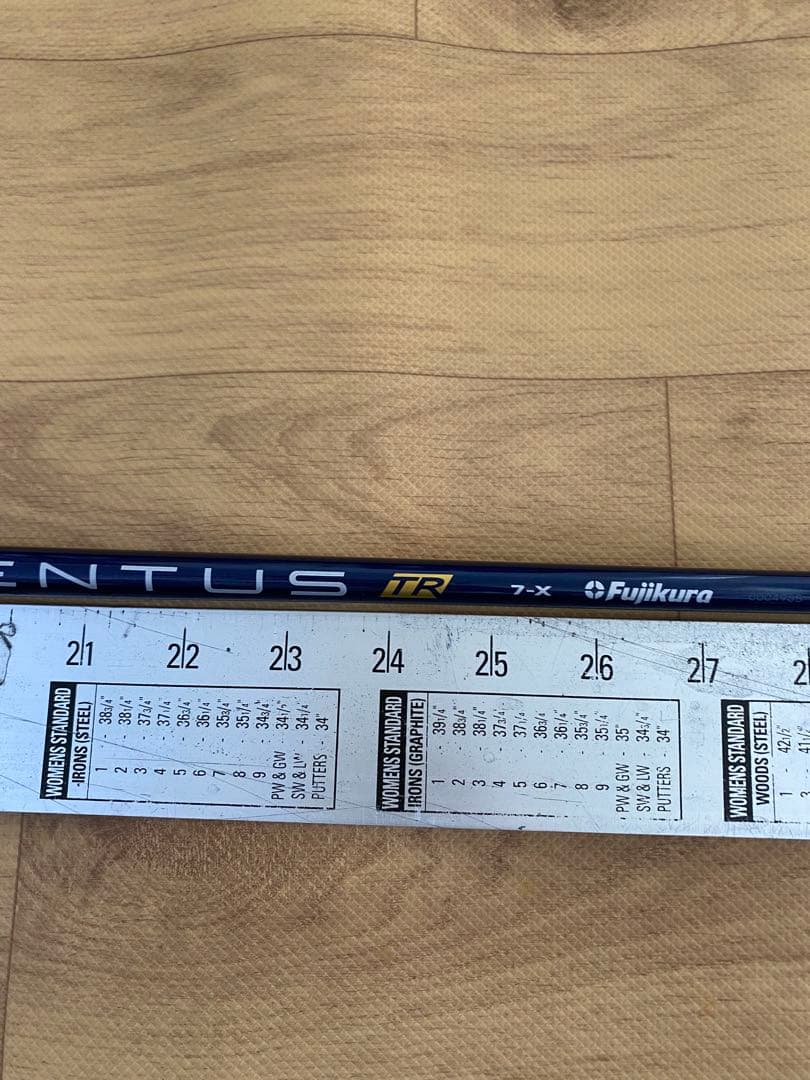 ENTUS TR 7-X Fujikura
21 22 23 24 25 26 27 2
WOMENS STANDARD
IRONS (STEEL)
1 - 38 3/4"
2 - 38 1/4"
3 - 37 3/4"
4 - 37 1/4"
5 - 36 3/4"
6 - 36 1/4"
7 - 35 3/4"
8 - 35 1/4"
9 - 34 3/4"
PW & GW - 34 1/2"
SW & LW - 34 1/4"
PUTTERS - 34"
WOMENS STANDARD
IRONS (GRAPHITE)
1 - 39 1/4"
2 - 38 3/4"
3 - 38 1/4"
4 - 37 3/4"
5 - 37 1/4"
6 - 36 3/4"
7 - 36 1/4"
8 - 35 3/4"
9 - 35 1/4"
PW & GW - 35"
SW & LW - 34 3/4"
PUTTERS 34"
WOMENS STANDARD
WOODS (STEEL)
1 - 42 1/2"
3 - 41 1/2"